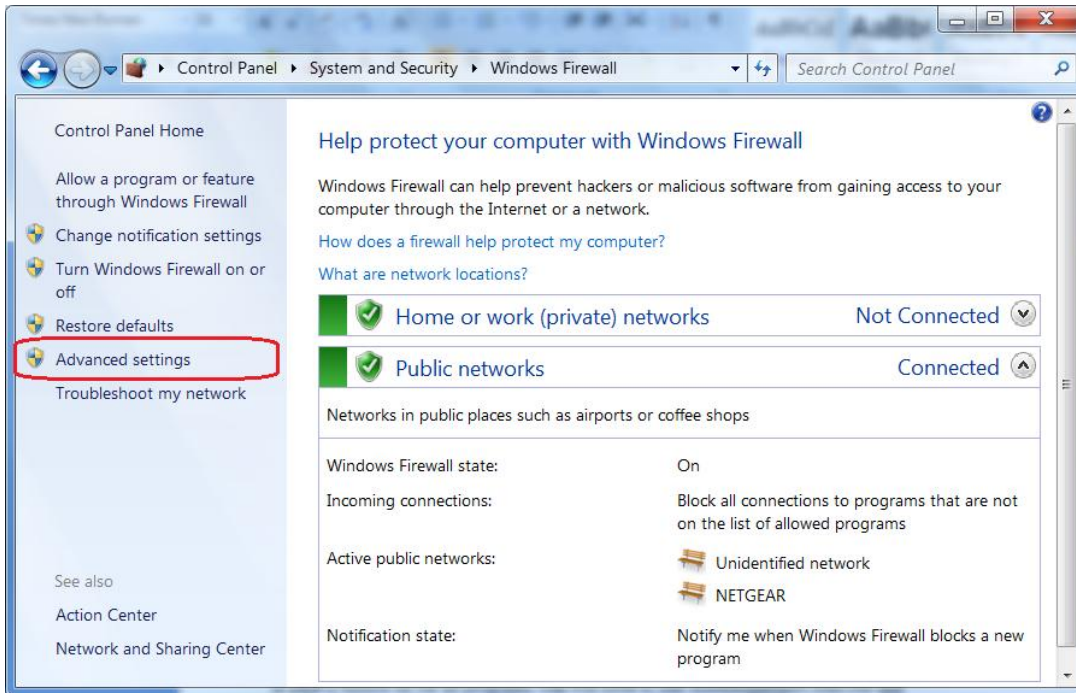 Control Panel ▸ System and Security ▸ Windows Firewall
Search Control Panel
Control Panel Home
Allow a program or feature
through Windows Firewall
Change notification settings
Turn Windows Firewall on or
off
Restore defaults
Advanced settings
Troubleshoot my network
See also
Action Center
Network and Sharing Center
Help protect your computer with Windows Firewall
Windows Firewall can help prevent hackers or malicious software from gaining access to your
computer through the Internet or a network.
How does a firewall help protect my computer?
What are network locations?
Home or work (private) networks Not Connected
Public networks Connected
Networks in public places such as airports or coffee shops
Windows Firewall state: On
Incoming connections: Block all connections to programs that are not
on the list of allowed programs
Active public networks: Unidentified network
NETGEAR
Notification state: Notify me when Windows Firewall blocks a new
program